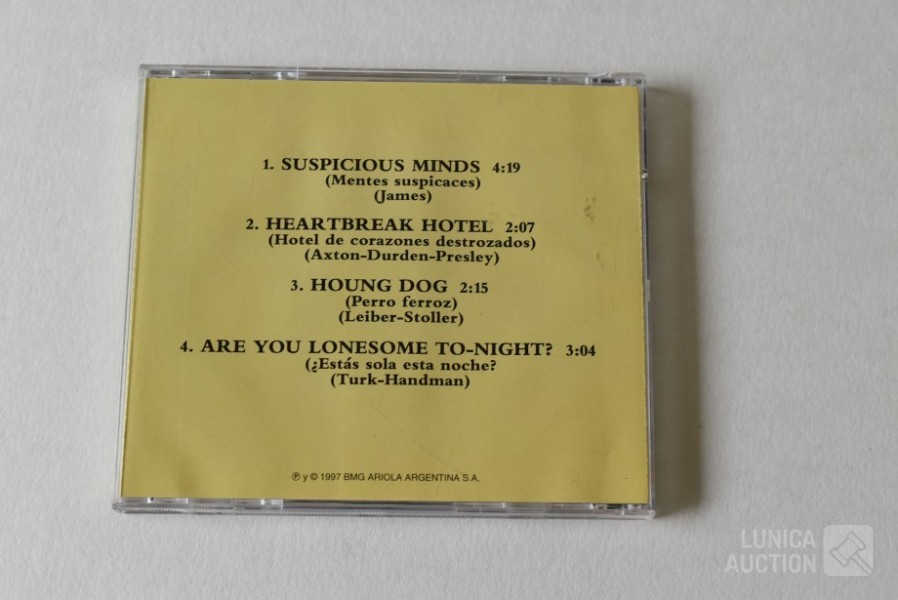 1. SUSPICIOUS MINDS 4:19
(Mentes suspicaces)
(James)
2. HEARTBREAK HOTEL 2:07
(Hotel de corazones destrozados)
(Axton-Durden-Presley)
3. HOUNG DOG 2:15
(Perro ferroz)
(Leiber-Stoller)
4. ARE YOU LONESOME TO-NIGHT? 3:04
(¿Estás sola esta noche?
(Turk-Handman)
℗ y © 1997 BMG ARIOLA ARGENTINA S.A.
LUNICA
AUCTION